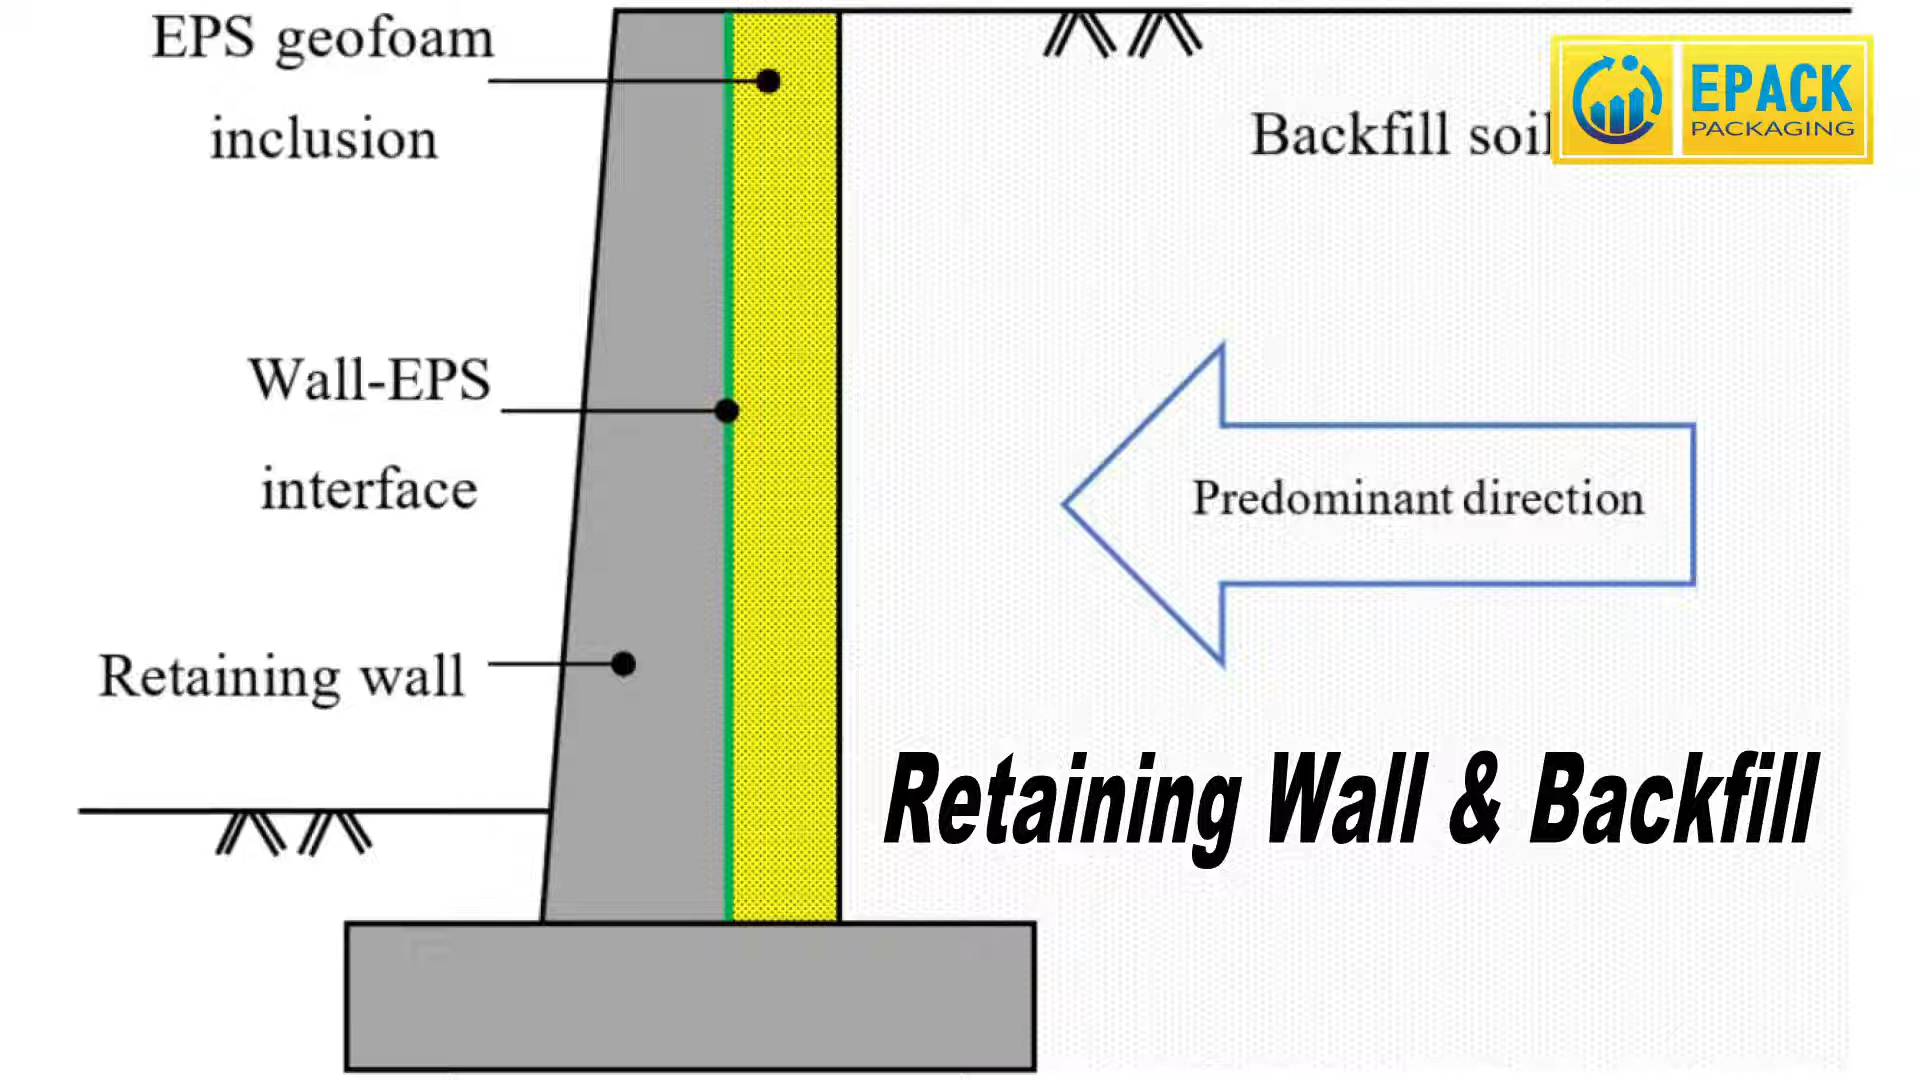 EPS geofoam
inclusion
Backfill soil
EPACK
PACKAGING
Wall-EPS
interface
Predominant direction
Retaining wall
Retaining Wall & Backfill